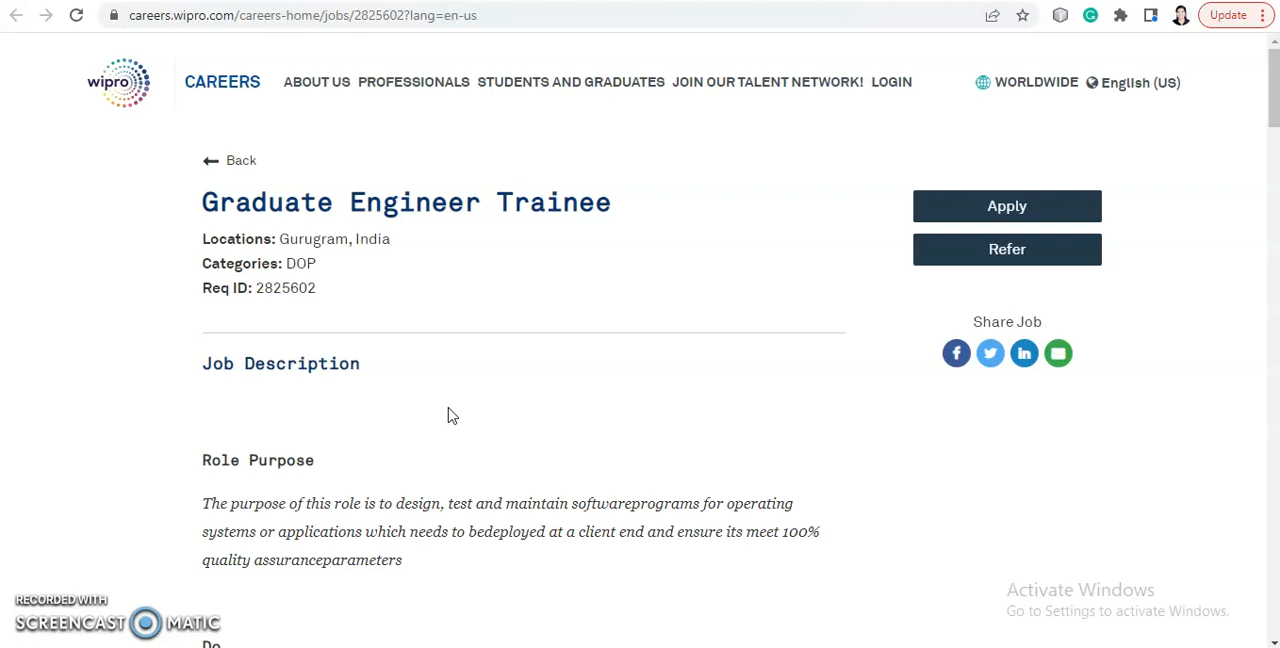 careers.wipro.com/careers-home/jobs/2825602?lang=en-us
Update
wipro
CAREERS ABOUT US PROFESSIONALS STUDENTS AND GRADUATES JOIN OUR TALENT NETWORK! LOGIN WORLDWIDE English (US)
Back
Graduate Engineer Trainee
Locations: Gurugram, India
Categories: DOP
Req ID: 2825602
Apply
Refer
Share Job
Job Description
Role Purpose
The purpose of this role is to design, test and maintain softwareprograms for operating
systems or applications which needs to bedeployed at a client end and ensure its meet 100%
quality assuranceparameters
Do
Activate Windows
Go to Settings to activate Windows.
RECORDED WITH
SCREENCAST MATIC